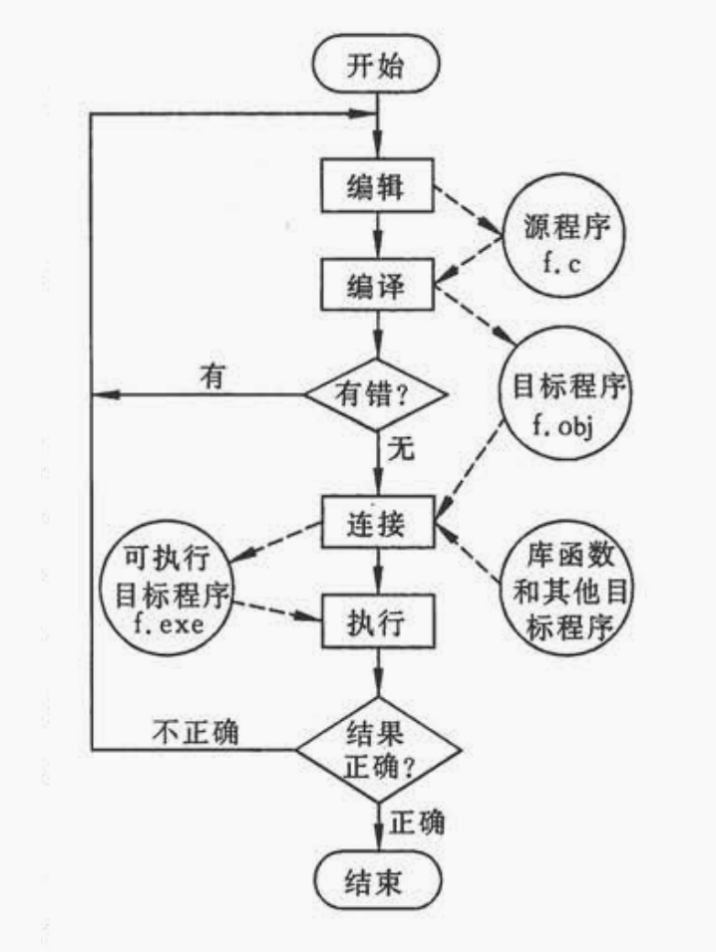 开始
编辑
源程序
f.c
编译
有
有错?
目标程序
f.obj
无
连接
可执行
目标程序
f.exe
库函数
和其他目
标程序
执行
不正确
结果
正确?
正确
结束